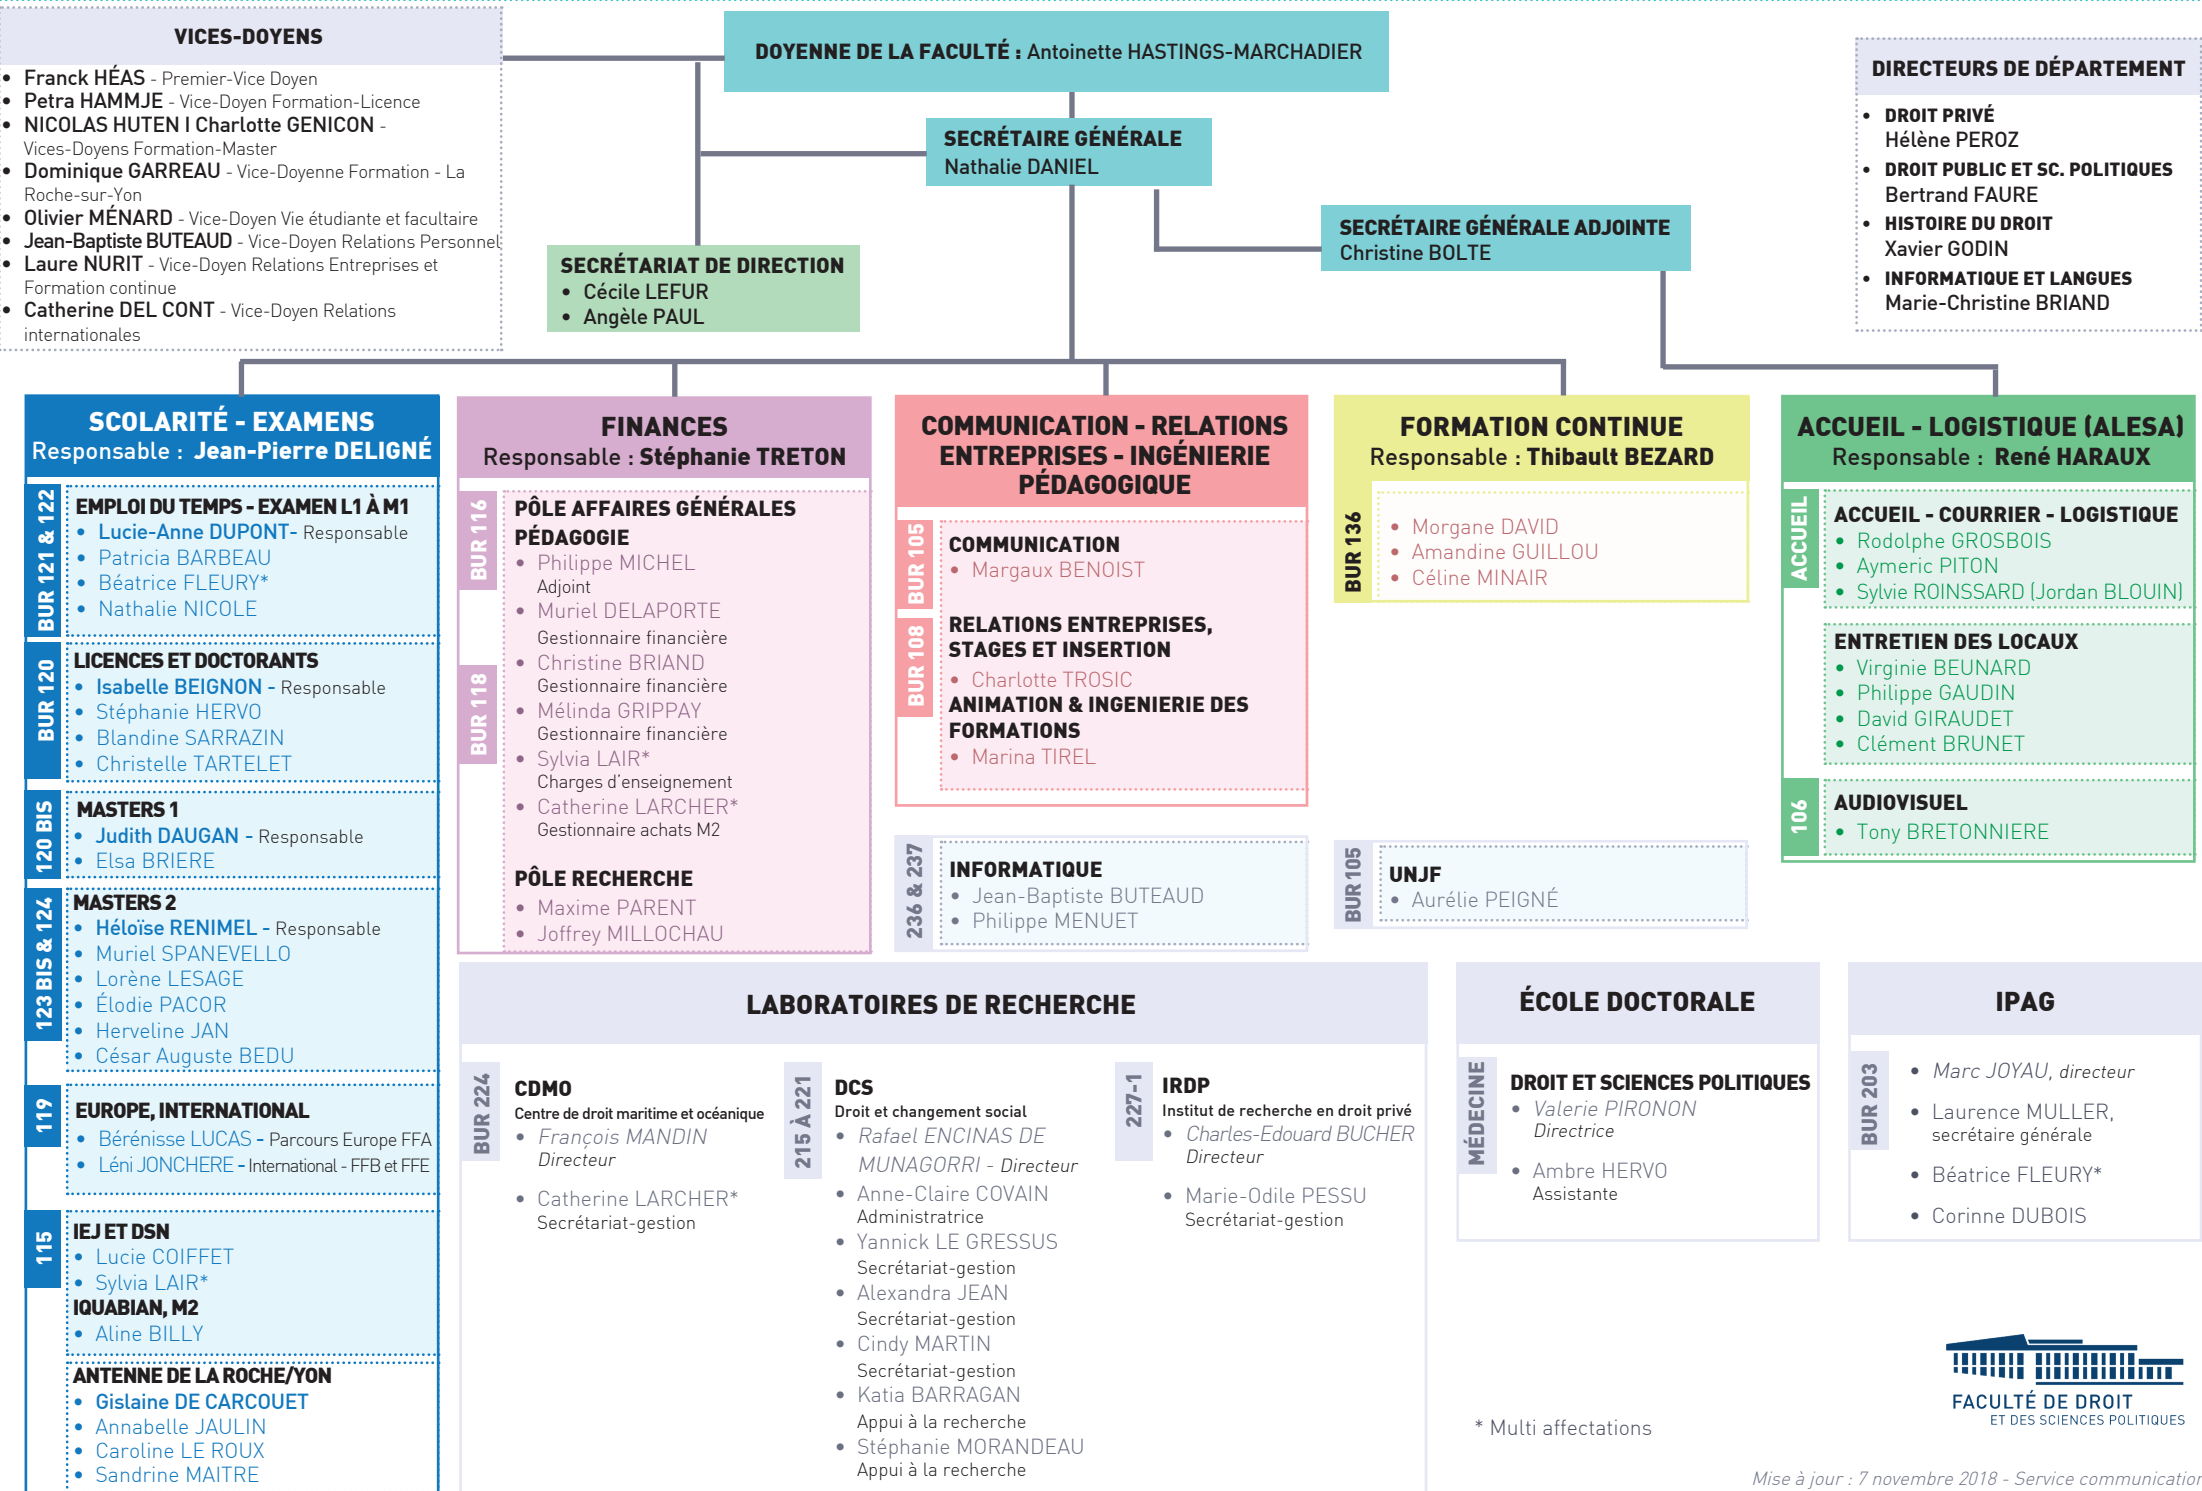 VICES-DOYENS
• Franck HÉAS - Premier-Vice Doyen
• Petra HAMMJE - Vice-Doyen Formation-Licence
• NICOLAS HUTEN I Charlotte GENICON -
Vices-Doyens Formation-Master
• Dominique GARREAU - Vice-Doyenne Formation - La
Roche-sur-Yon
• Olivier MÉNARD - Vice-Doyen Vie étudiante et facultaire
• Jean-Baptiste BUTEAUD - Vice-Doyen Relations Personnel
• Laure NURIT - Vice-Doyen Relations Entreprises et
Formation continue
• Catherine DEL CONT - Vice-Doyen Relations
internationales
DOYENNE DE LA FACULTÉ : Antoinette HASTINGS-MARCHADIER
SECRÉTAIRE GÉNÉRALE
Nathalie DANIEL
SECRÉTAIRE GÉNÉRALE ADJOINTE
Christine BOLTE
SECRÉTARIAT DE DIRECTION
• Cécile LEFUR
• Angèle PAUL
DIRECTEURS DE DÉPARTEMENT
• DROIT PRIVÉ
Hélène PEROZ
• DROIT PUBLIC ET SC. POLITIQUES
Bertrand FAURE
• HISTOIRE DU DROIT
Xavier GODIN
• INFORMATIQUE ET LANGUES
Marie-Christine BRIAND
SCOLARITÉ - EXAMENS
Responsable : Jean-Pierre DELIGNÉ
BUR 121 & 122
EMPLOI DU TEMPS - EXAMEN L1 À M1
• Lucie-Anne DUPONT- Responsable
• Patricia BARBEAU
• Béatrice FLEURY*
• Nathalie NICOLE
BUR 120
LICENCES ET DOCTORANTS
• Isabelle BEIGNON - Responsable
• Stéphanie HERVO
• Blandine SARRAZIN
• Christelle TARTELET
120 BIS
MASTERS 1
• Judith DAUGAN - Responsable
• Elsa BRIERE
123 BIS & 124
MASTERS 2
• Héloïse RENIMEL - Responsable
• Muriel SPANEVELLO
• Lorène LESAGE
• Élodie PACOR
• Herveline JAN
• César Auguste BEDU
119
EUROPE, INTERNATIONAL
• Bérénisse LUCAS - Parcours Europe FFA
• Léni JONCHERE - International - FFB et FFE
115
IEJ ET DSN
• Lucie COIFFET
• Sylvia LAIR*
IQUABIAN, M2
• Aline BILLY
ANTENNE DE LA ROCHE/YON
• Gislaine DE CARCOUET
• Annabelle JAULIN
• Caroline LE ROUX
• Sandrine MAITRE
FINANCES
Responsable : Stéphanie TRETON
BUR 116
BUR 118
PÔLE AFFAIRES GÉNÉRALES
PÉDAGOGIE
• Philippe MICHEL
Adjoint
• Muriel DELAPORTE
Gestionnaire financière
• Christine BRIAND
Gestionnaire financière
• Mélinda GRIPPAY
Gestionnaire financière
• Sylvia LAIR*
Charges d'enseignement
• Catherine LARCHER*
Gestionnaire achats M2
PÔLE RECHERCHE
• Maxime PARENT
• Joffrey MILLOCHAU
COMMUNICATION - RELATIONS
ENTREPRISES - INGÉNIERIE
PÉDAGOGIQUE
BUR 105
COMMUNICATION
• Margaux BENOIST
BUR 108
RELATIONS ENTREPRISES,
STAGES ET INSERTION
• Charlotte TROSIC
ANIMATION & INGENIERIE DES
FORMATIONS
• Marina TIREL
236 & 237
INFORMATIQUE
• Jean-Baptiste BUTEAUD
• Philippe MENUET
FORMATION CONTINUE
Responsable : Thibault BEZARD
BUR 136
• Morgane DAVID
• Amandine GUILLOU
• Céline MINAIR
BUR 105
UNJF
• Aurélie PEIGNÉ
ACCUEIL - LOGISTIQUE (ALESA)
Responsable : René HARAUX
ACCUEIL
ACCUEIL - COURRIER - LOGISTIQUE
• Rodolphe GROSBOIS
• Aymeric PITON
• Sylvie ROINSSARD (Jordan BLOUIN)
ENTRETIEN DES LOCAUX
• Virginie BEUNARD
• Philippe GAUDIN
• David GIRAUDET
• Clément BRUNET
106
AUDIOVISUEL
• Tony BRETONNIERE
LABORATOIRES DE RECHERCHE
BUR 224
CDMO
Centre de droit maritime et océanique
• François MANDIN
Directeur
• Catherine LARCHER*
Secrétariat-gestion
215 À 221
DCS
Droit et changement social
• Rafael ENCINAS DE
MUNAGORRI - Directeur
• Anne-Claire COVAIN
Administratrice
• Yannick LE GRESSUS
Secrétariat-gestion
• Alexandra JEAN
Secrétariat-gestion
• Cindy MARTIN
Secrétariat-gestion
• Katia BARRAGAN
Appui à la recherche
• Stéphanie MORANDEAU
Appui à la recherche
227-1
IRDP
Institut de recherche en droit privé
• Charles-Edouard BUCHER
Directeur
• Marie-Odile PESSU
Secrétariat-gestion
ÉCOLE DOCTORALE
MÉDECINE
DROIT ET SCIENCES POLITIQUES
• Valerie PIRONON
Directrice
• Ambre HERVO
Assistante
IPAG
BUR 203
• Marc JOYAU, directeur
• Laurence MULLER,
secrétaire générale
• Béatrice FLEURY*
• Corinne DUBOIS
* Multi affectations
FACULTÉ DE DROIT
ET DES SCIENCES POLITIQUES
Mise à jour : 7 novembre 2018 - Service communication